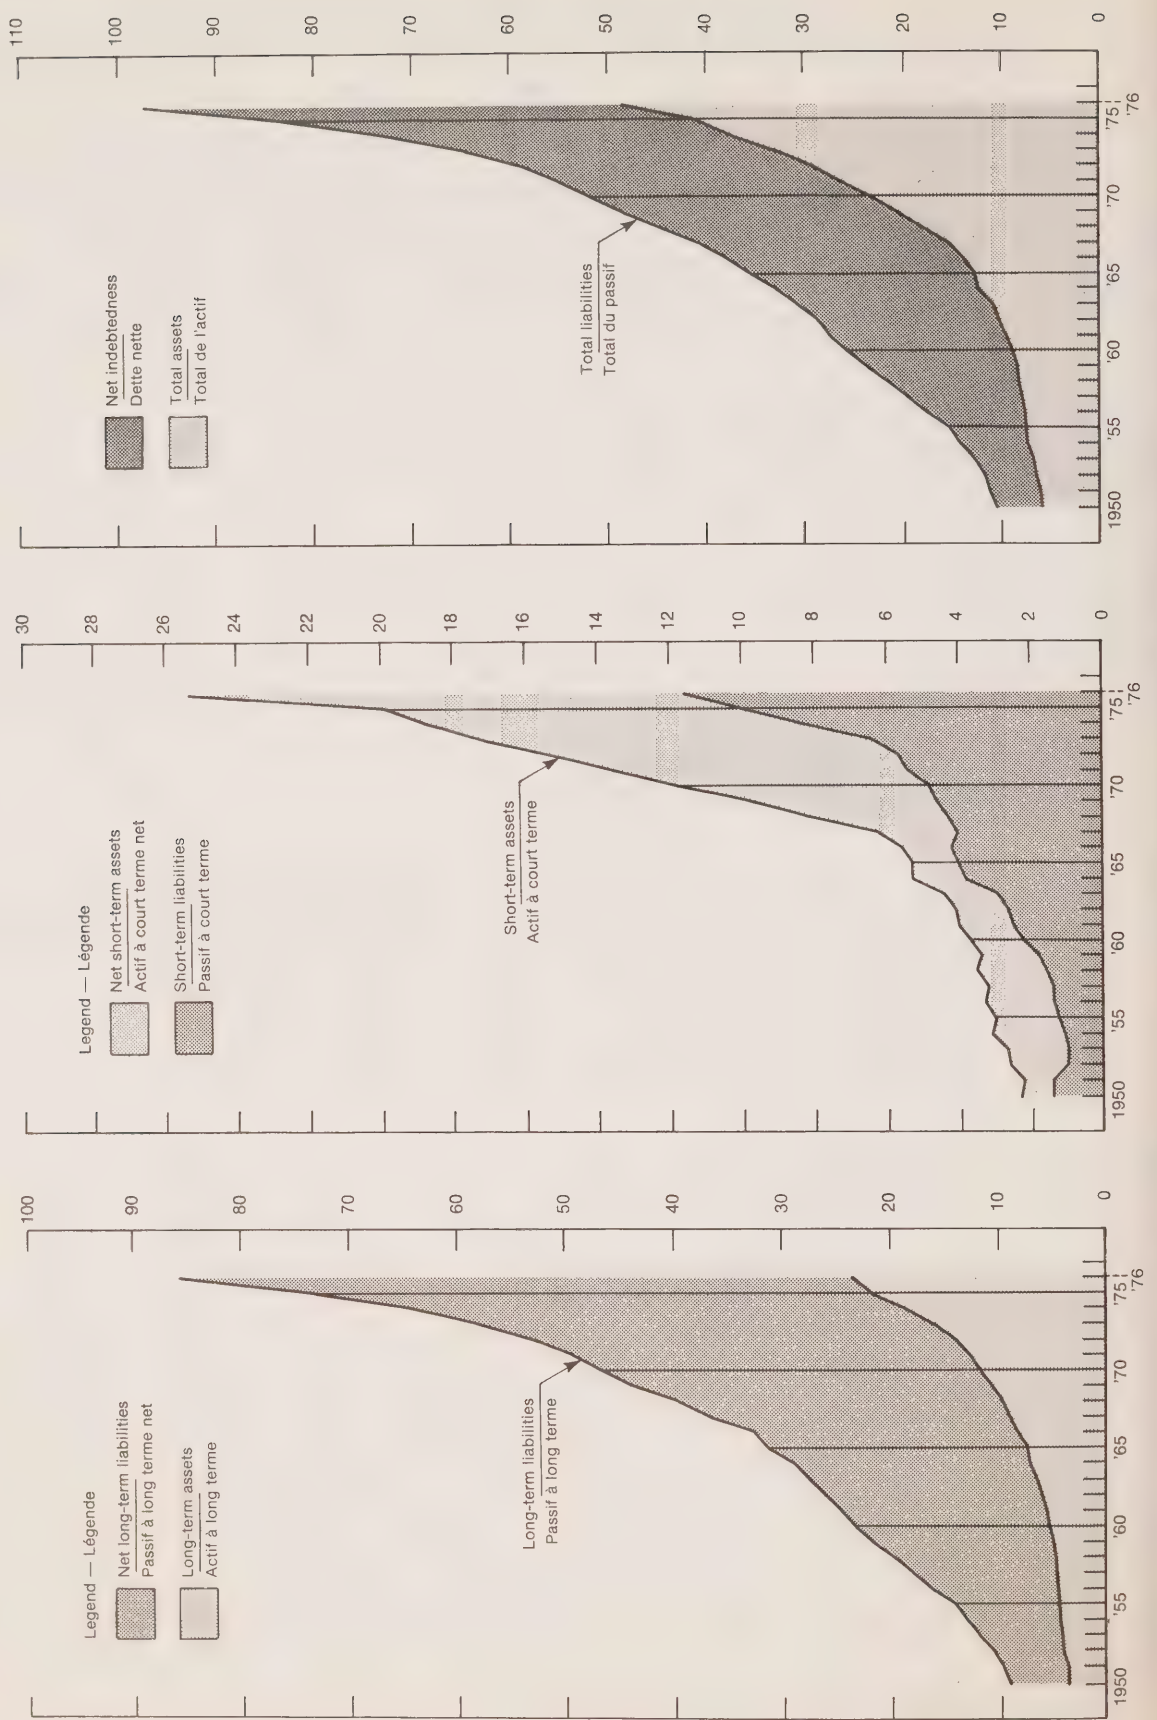 Legend — Légende
Net long-term liabilities
Passif à long terme net
Long-term assets
Actif à long terme
Long-term liabilities
Passif à long terme
100
90
80
70
60
50
40
30
20
10
0
1950 '55 '60 '65 '70 '75 '76
Legend — Légende
Net short-term assets
Actif à court terme net
Short-term liabilities
Passif à court terme
Short-term assets
Actif à court terme
30
28
26
24
22
20
18
16
14
12
10
8
6
4
2
0
1950 '55 '60 '65 '70 '75 '76
Net indebtedness
Dette nette
Total assets
Total de l'actif
Total liabilities
Total du passif
110
100
90
80
70
60
50
40
30
20
10
0
1950 '55 '60 '65 '70 '75 '76